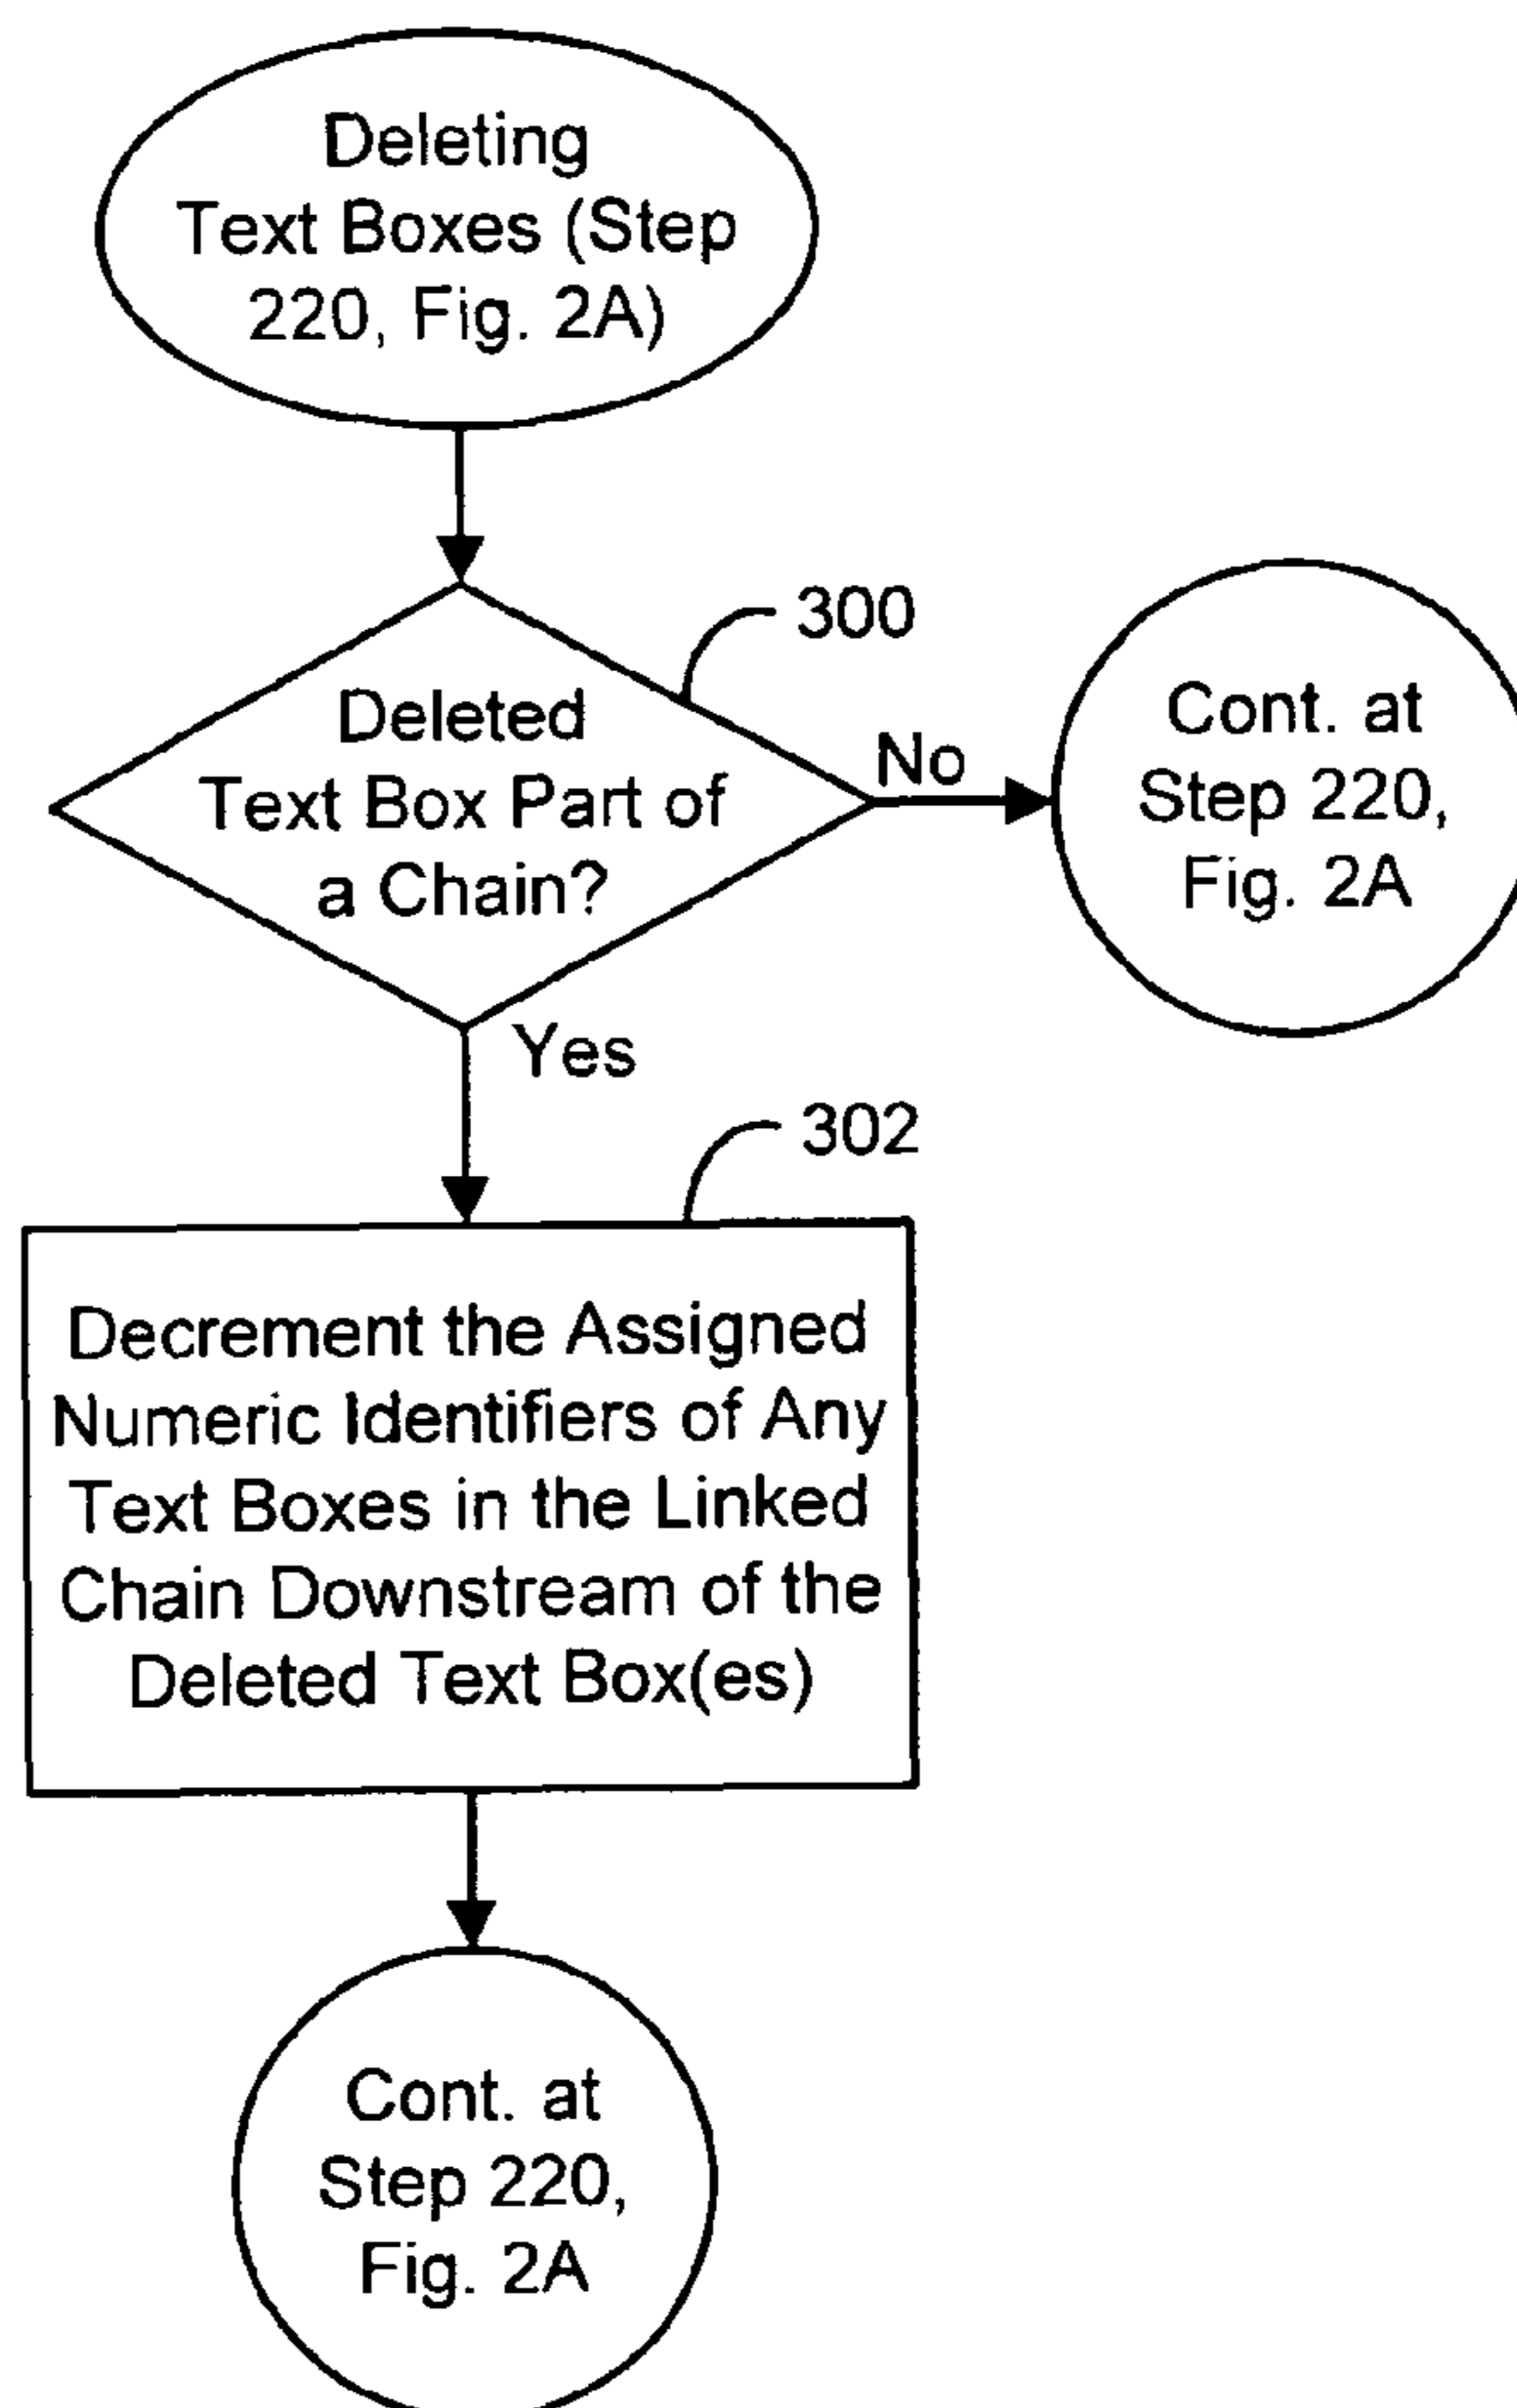 Deleting
Text Boxes (Step
220, Fig. 2A)
300
Deleted
Text Box Part of
a Chain?
No
Cont. at
Step 220,
Fig. 2A
Yes
302
Decrement the Assigned
Numeric Identifiers of Any
Text Boxes in the Linked
Chain Downstream of the
Deleted Text Box(es)
Cont. at
Step 220,
Fig. 2A